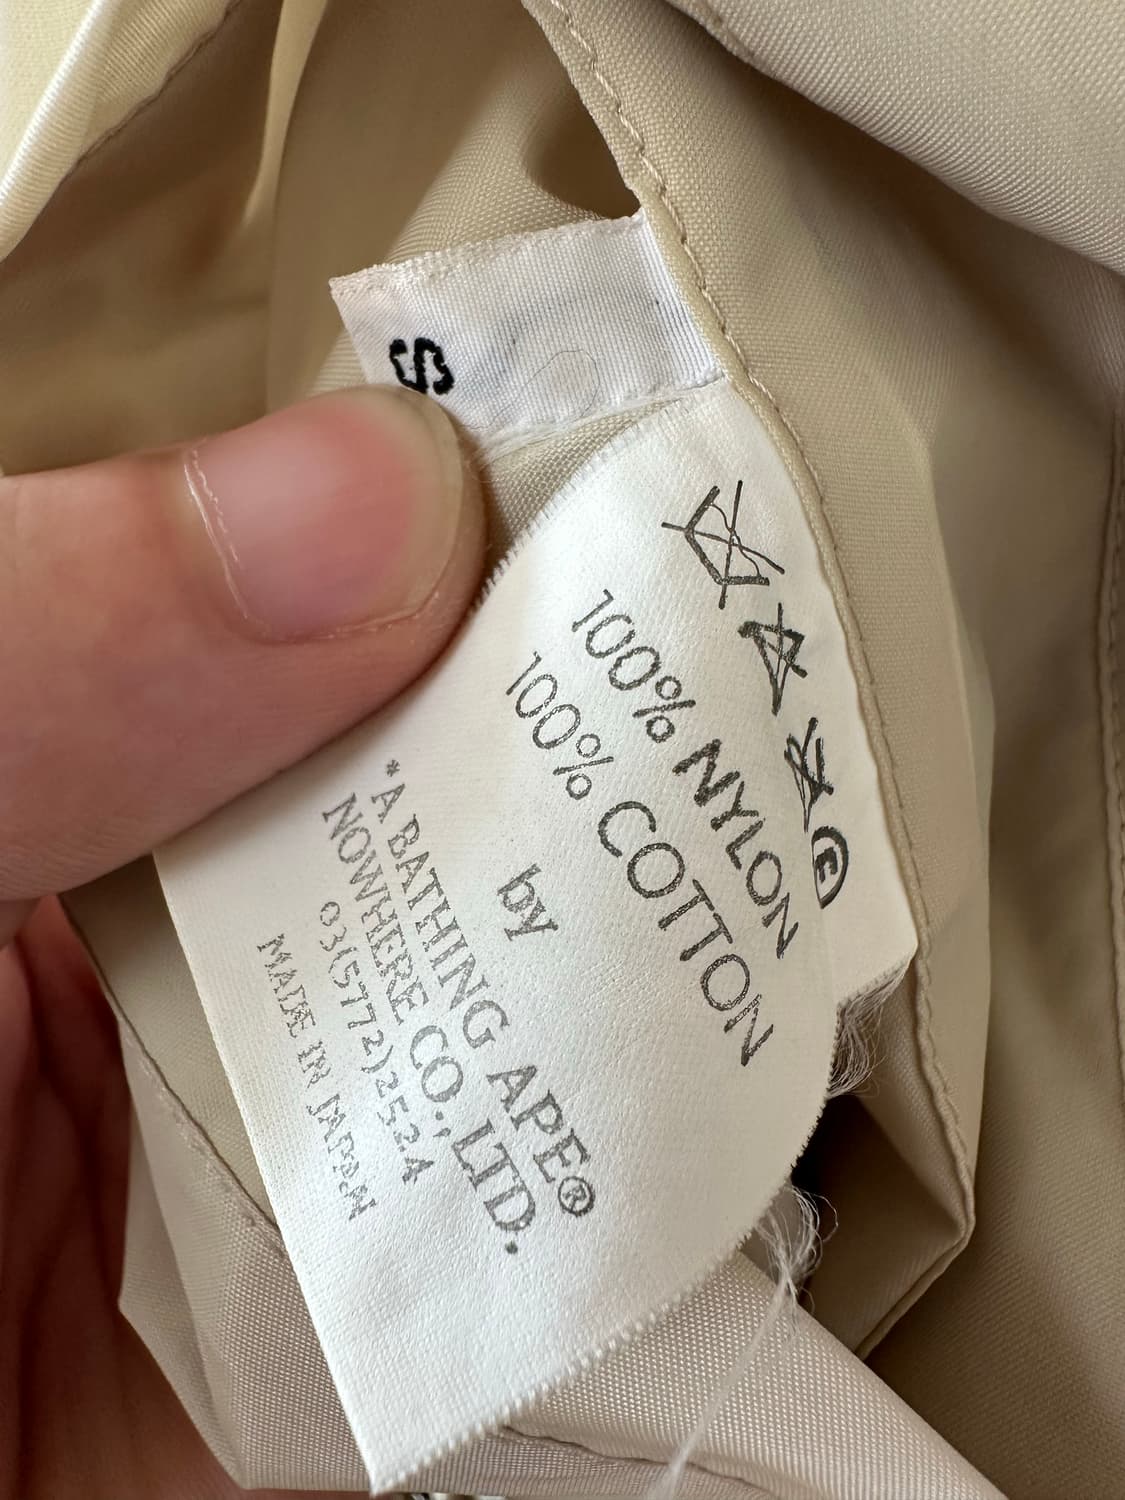 S
E
100% NYLON
100% COTTON
by
*A BATHING APE®
NOWHERE CO., LTD.
03(5772)2524
MADE IN JAPAN